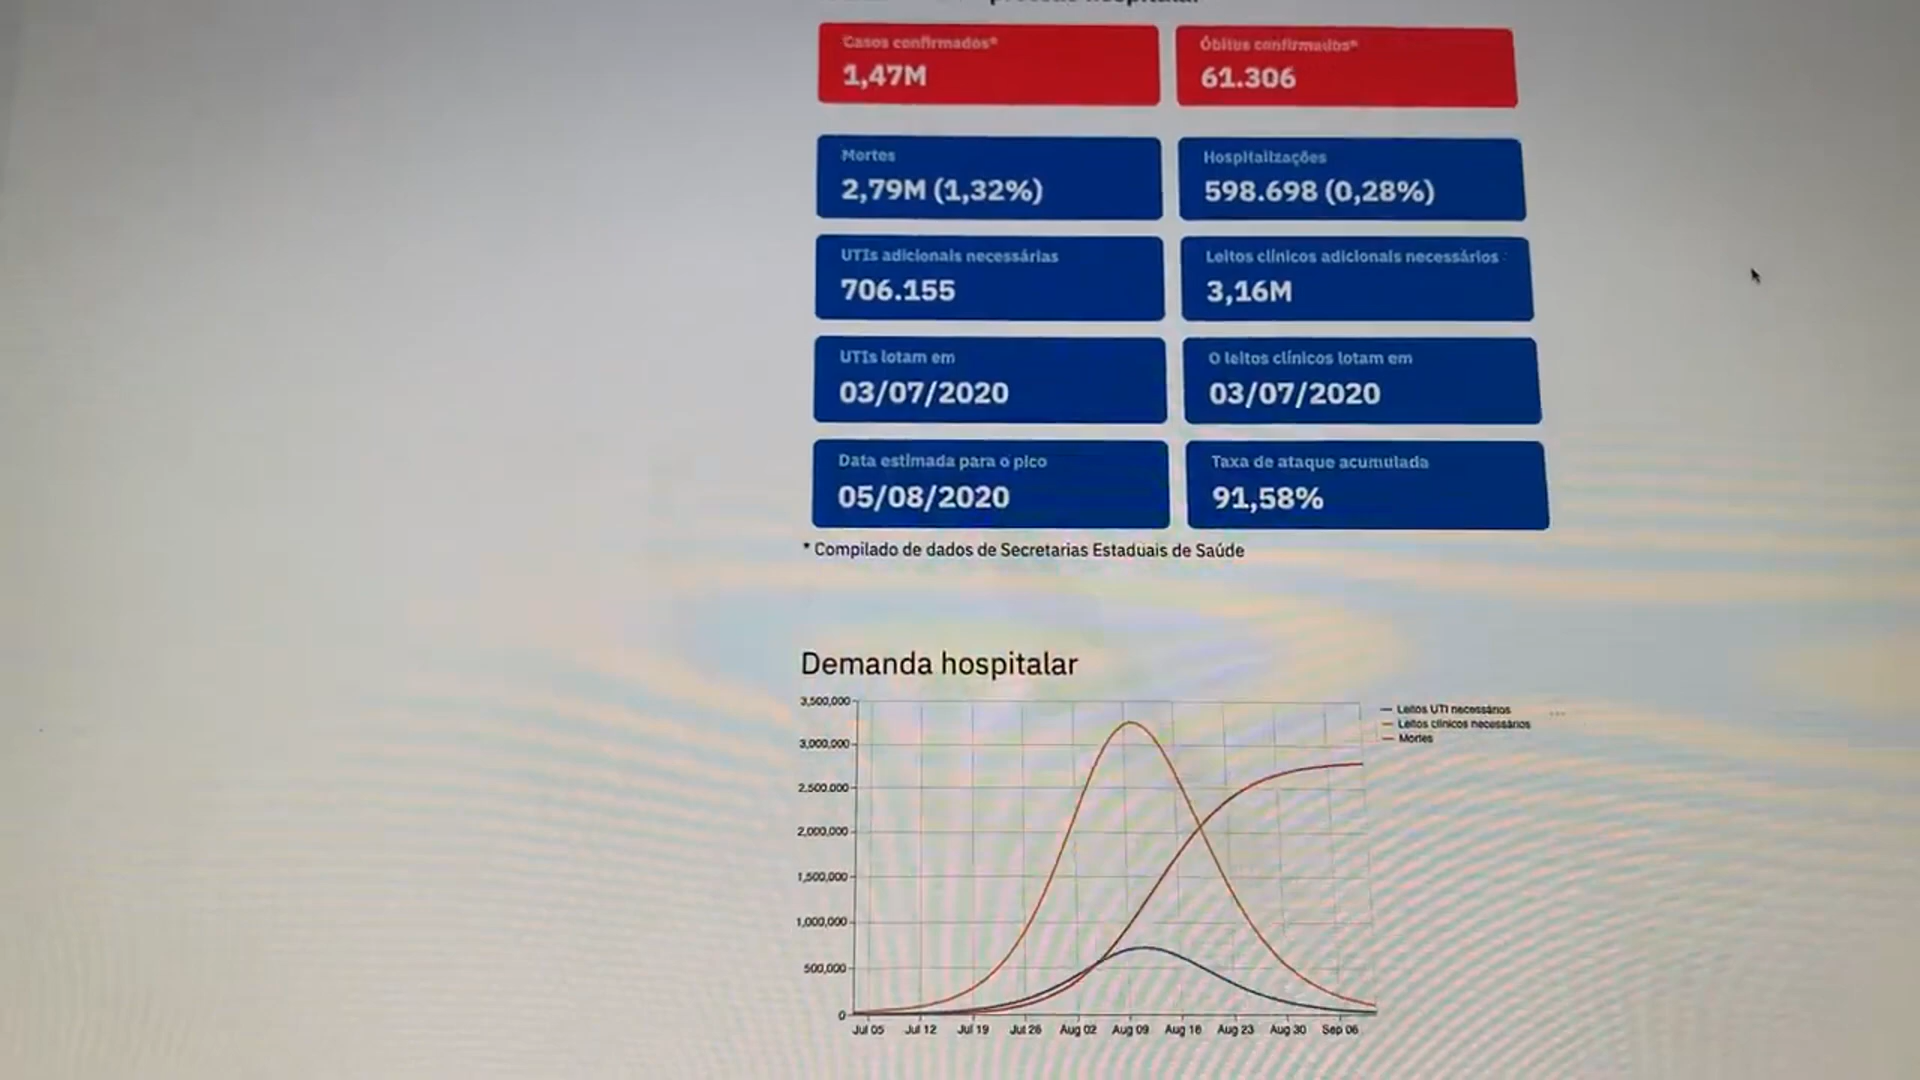 hospitalar
Casos confirmados*
1,47M
Óbitos confirmados*
61.306
Mortes
2,79M (1,32%)
Hospitalizações
598.698 (0,28%)
UTIs adicionais necessárias
706.155
Leitos clínicos adicionais necessários
3,16M
UTIs lotam em
03/07/2020
O leitos clínicos lotam em
03/07/2020
Data estimada para o pico
05/08/2020
Taxa de ataque acumulada
91,58%
* Compilado de dados de Secretarias Estaduais de Saúde
Demanda hospitalar
3,500,000
3,000,000
2,500,000
2,000,000
1,500,000
1,000,000
500,000
0
Jul 05 Jul 12 Jul 19 Jul 26 Aug 02 Aug 09 Aug 16 Aug 23 Aug 30 Sep 06
Leitos UTI necessários
Leitos clínicos necessários
Mortes